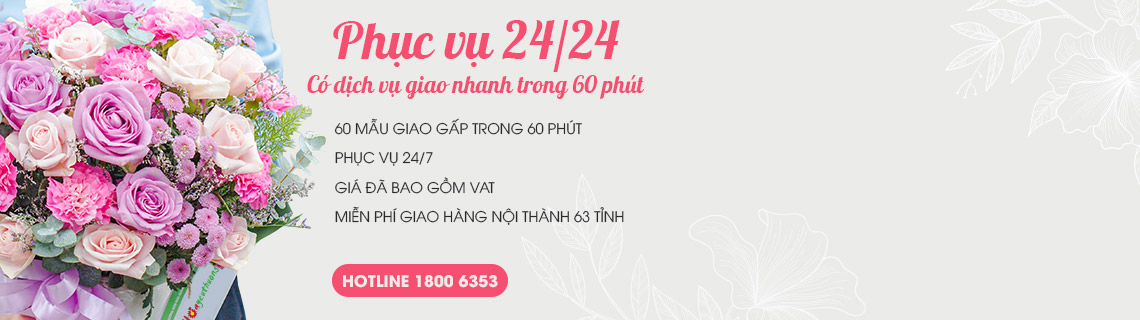 Phục vụ 24/24
Có dịch vụ giao nhanh trong 60 phút
60 MẪU GIAO GẤP TRONG 60 PHÚT
PHỤC VỤ 24/7
GIÁ ĐÃ BAO GỒM VAT
MIỄN PHÍ GIAO HÀNG NỘI THÀNH 63 TỈNH
HOTLINE 1800 6353